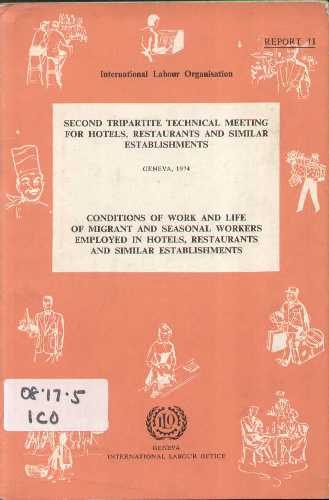 REPORT II
International Labour Organisation
SECOND TRIPARTITE TECHNICAL MEETING
FOR HOTELS, RESTAURANTS AND SIMILAR
ESTABLISHMENTS
GENEVA, 1974
CONDITIONS OF WORK AND LIFE
OF MIGRANT AND SEASONAL WORKERS
EMPLOYED IN HOTELS, RESTAURANTS
AND SIMILAR ESTABLISHMENTS
08'17.5
ICO
ILO
GENEVA
INTERNATIONAL LABOUR OFFICE